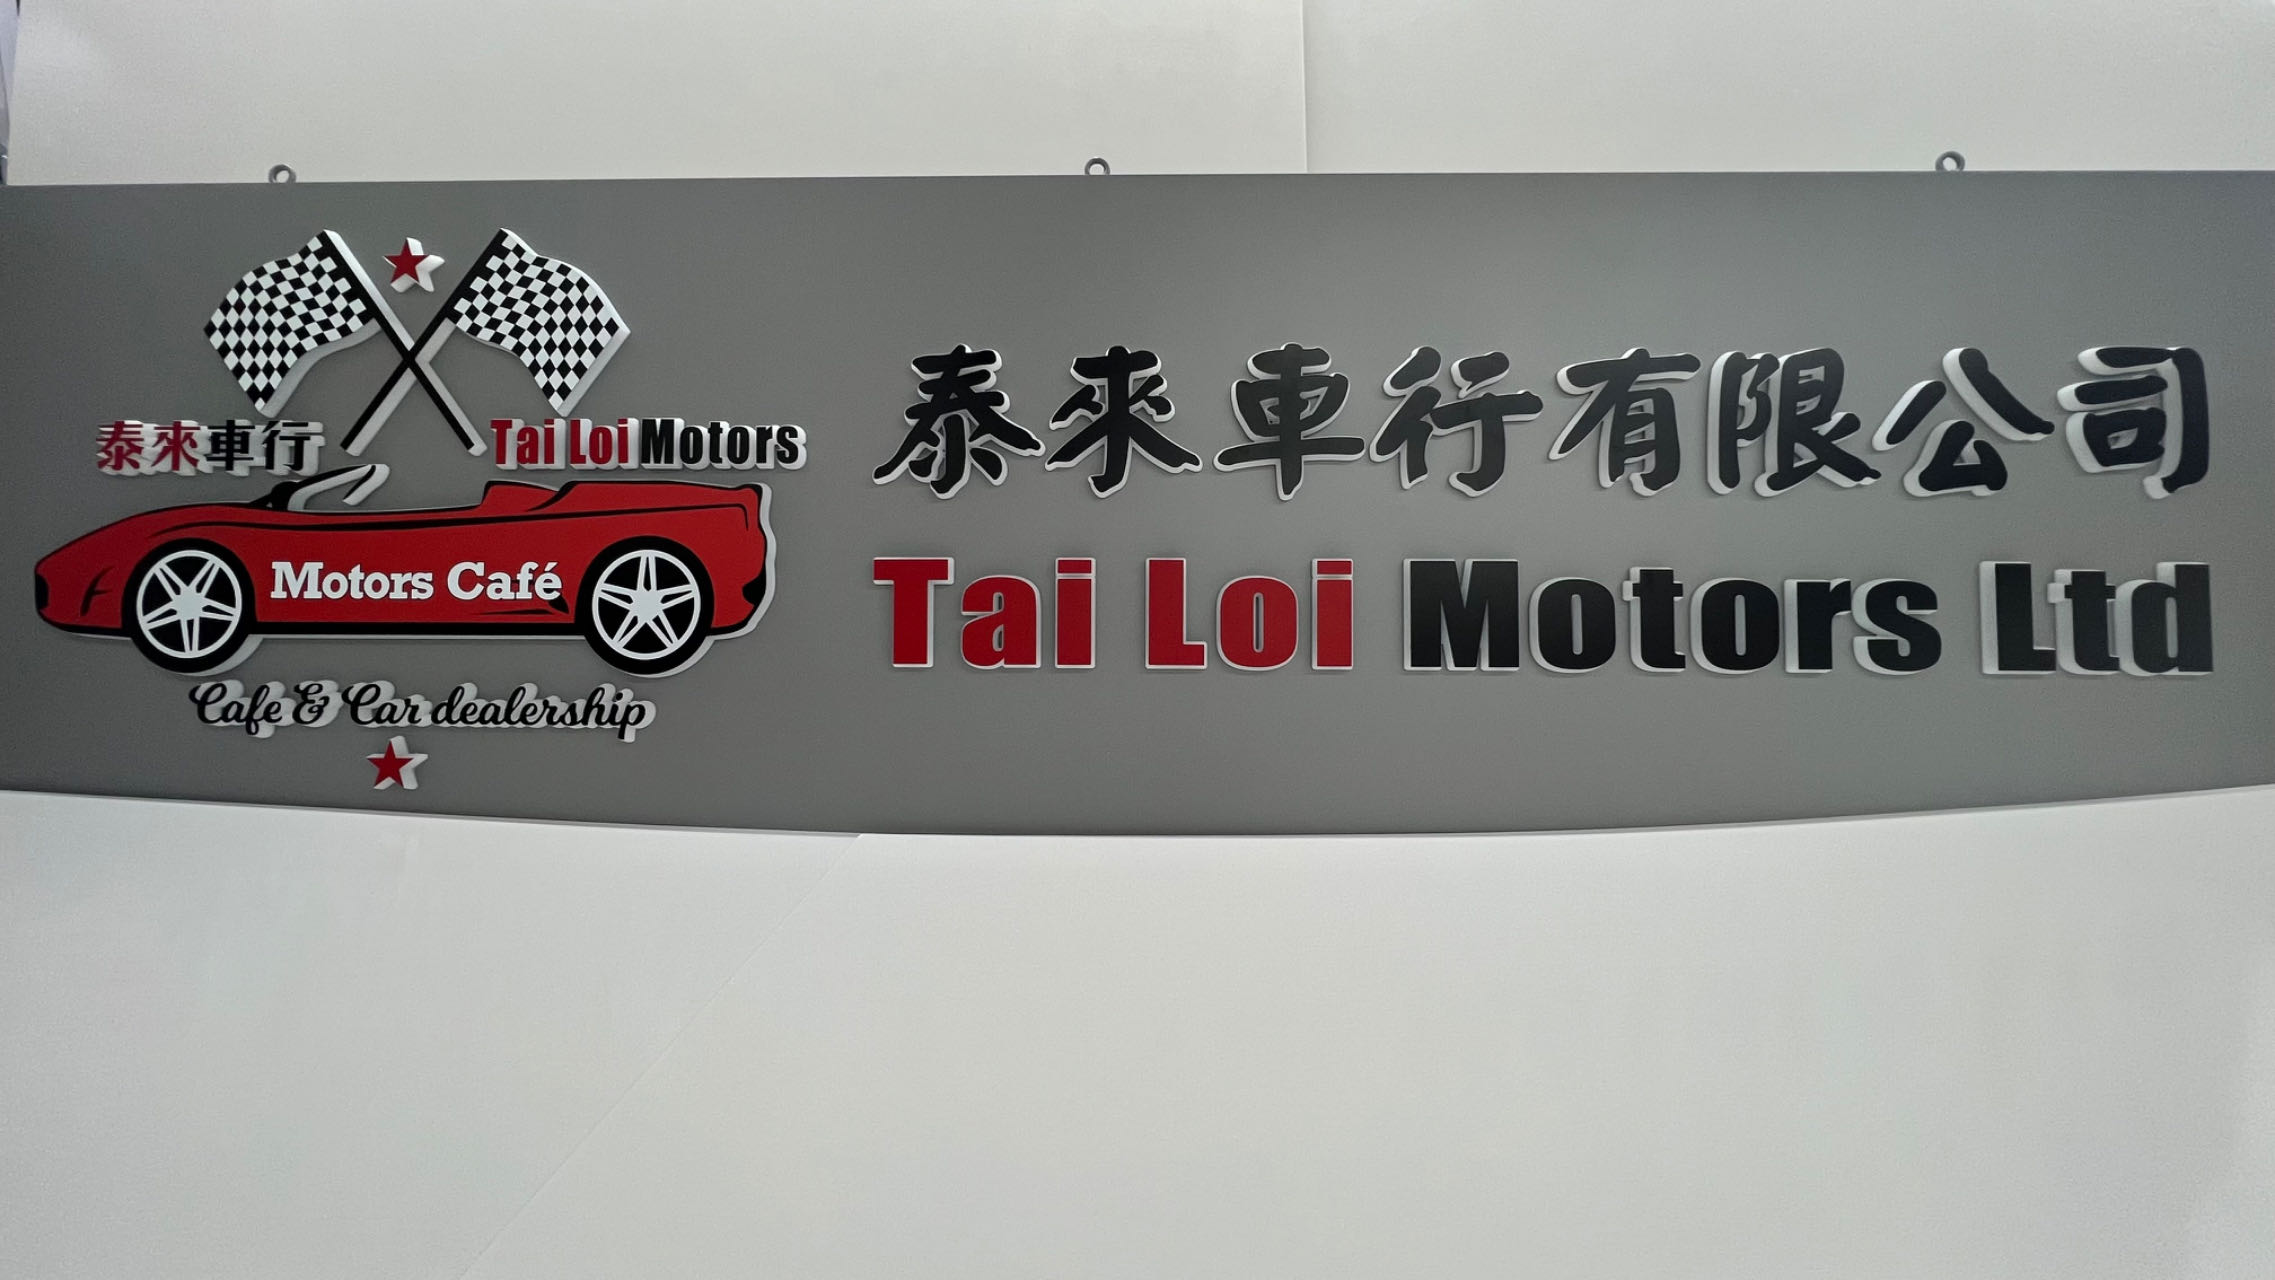 泰來車行
Tai Loi Motors
Motors Café
Cafe & Car dealership
泰來車行有限公司
Tai Loi Motors Ltd